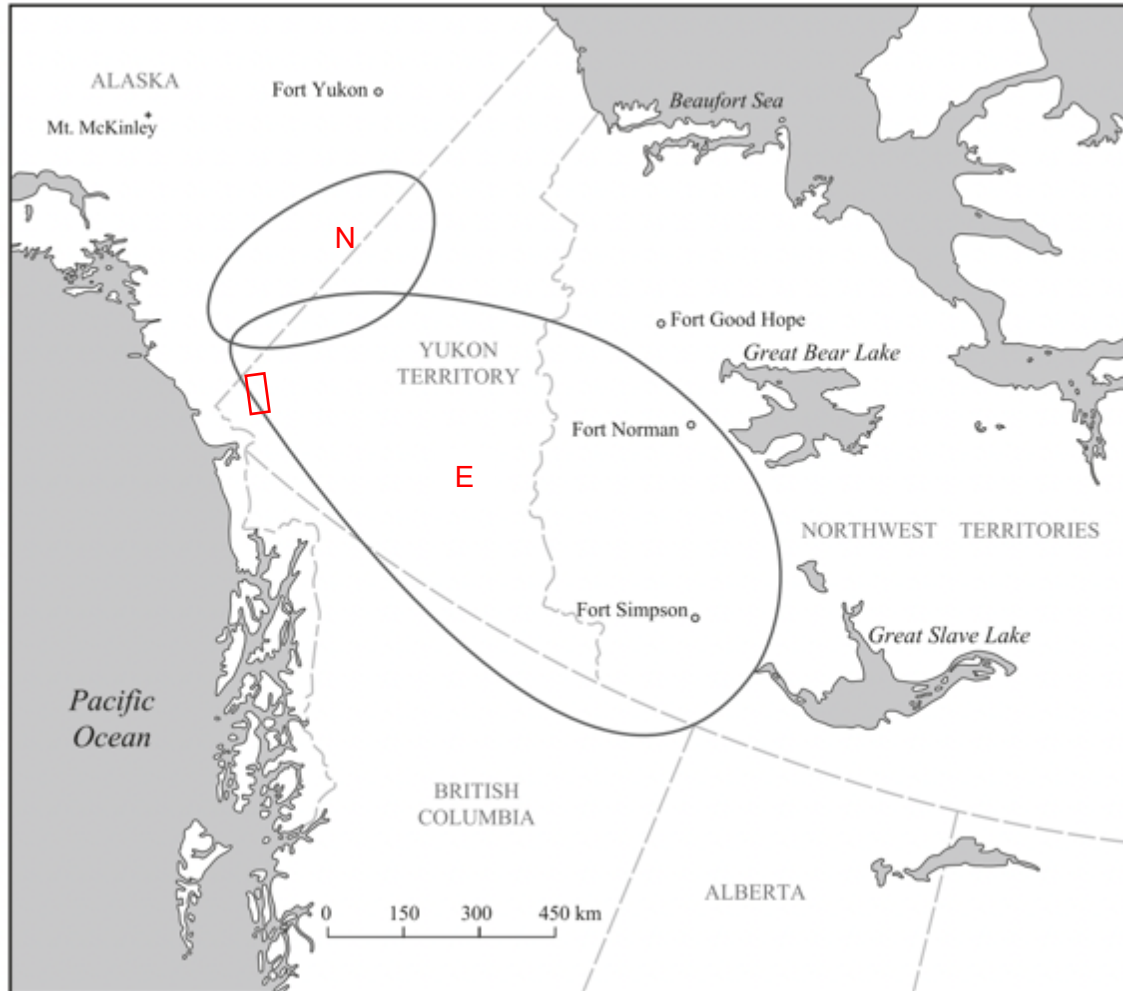 ALASKA
Fort Yukon
Mt. McKinley
Beaufort Sea
N
Fort Good Hope
YUKON
TERRITORY
Great Bear Lake
Fort Norman
E
NORTHWEST TERRITORIES
Fort Simpson
Great Slave Lake
Pacific
Ocean
BRITISH
COLUMBIA
ALBERTA
0 150 300 450 km